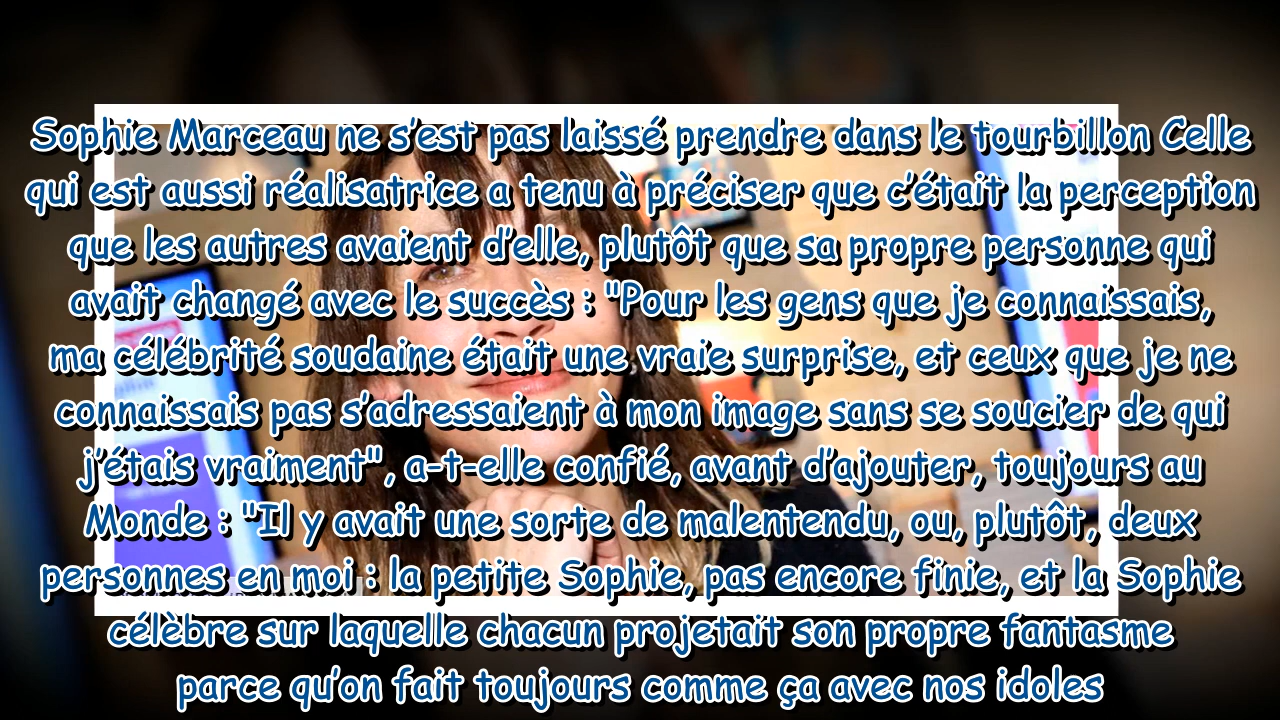 Sophie Marceau ne s’est pas laissé prendre dans le tourbillon Celle
qui est aussi réalisatrice a tenu à préciser que c’était la perception
que les autres avaient d’elle, plutôt que sa propre personne qui
avait changé avec le succès : "Pour les gens que je connaissais,
ma célébrité soudaine était une vraie surprise, et ceux que je ne
connaissais pas s’adressaient à mon image sans se soucier de qui
j’étais vraiment", a-t-elle confié, avant d’ajouter, toujours au
Monde : "Il y avait une sorte de malentendu, ou, plutôt, deux
personnes en moi : la petite Sophie, pas encore finie, et la Sophie
célèbre sur laquelle chacun projetait son propre fantasme
parce qu’on fait toujours comme ça avec nos idoles